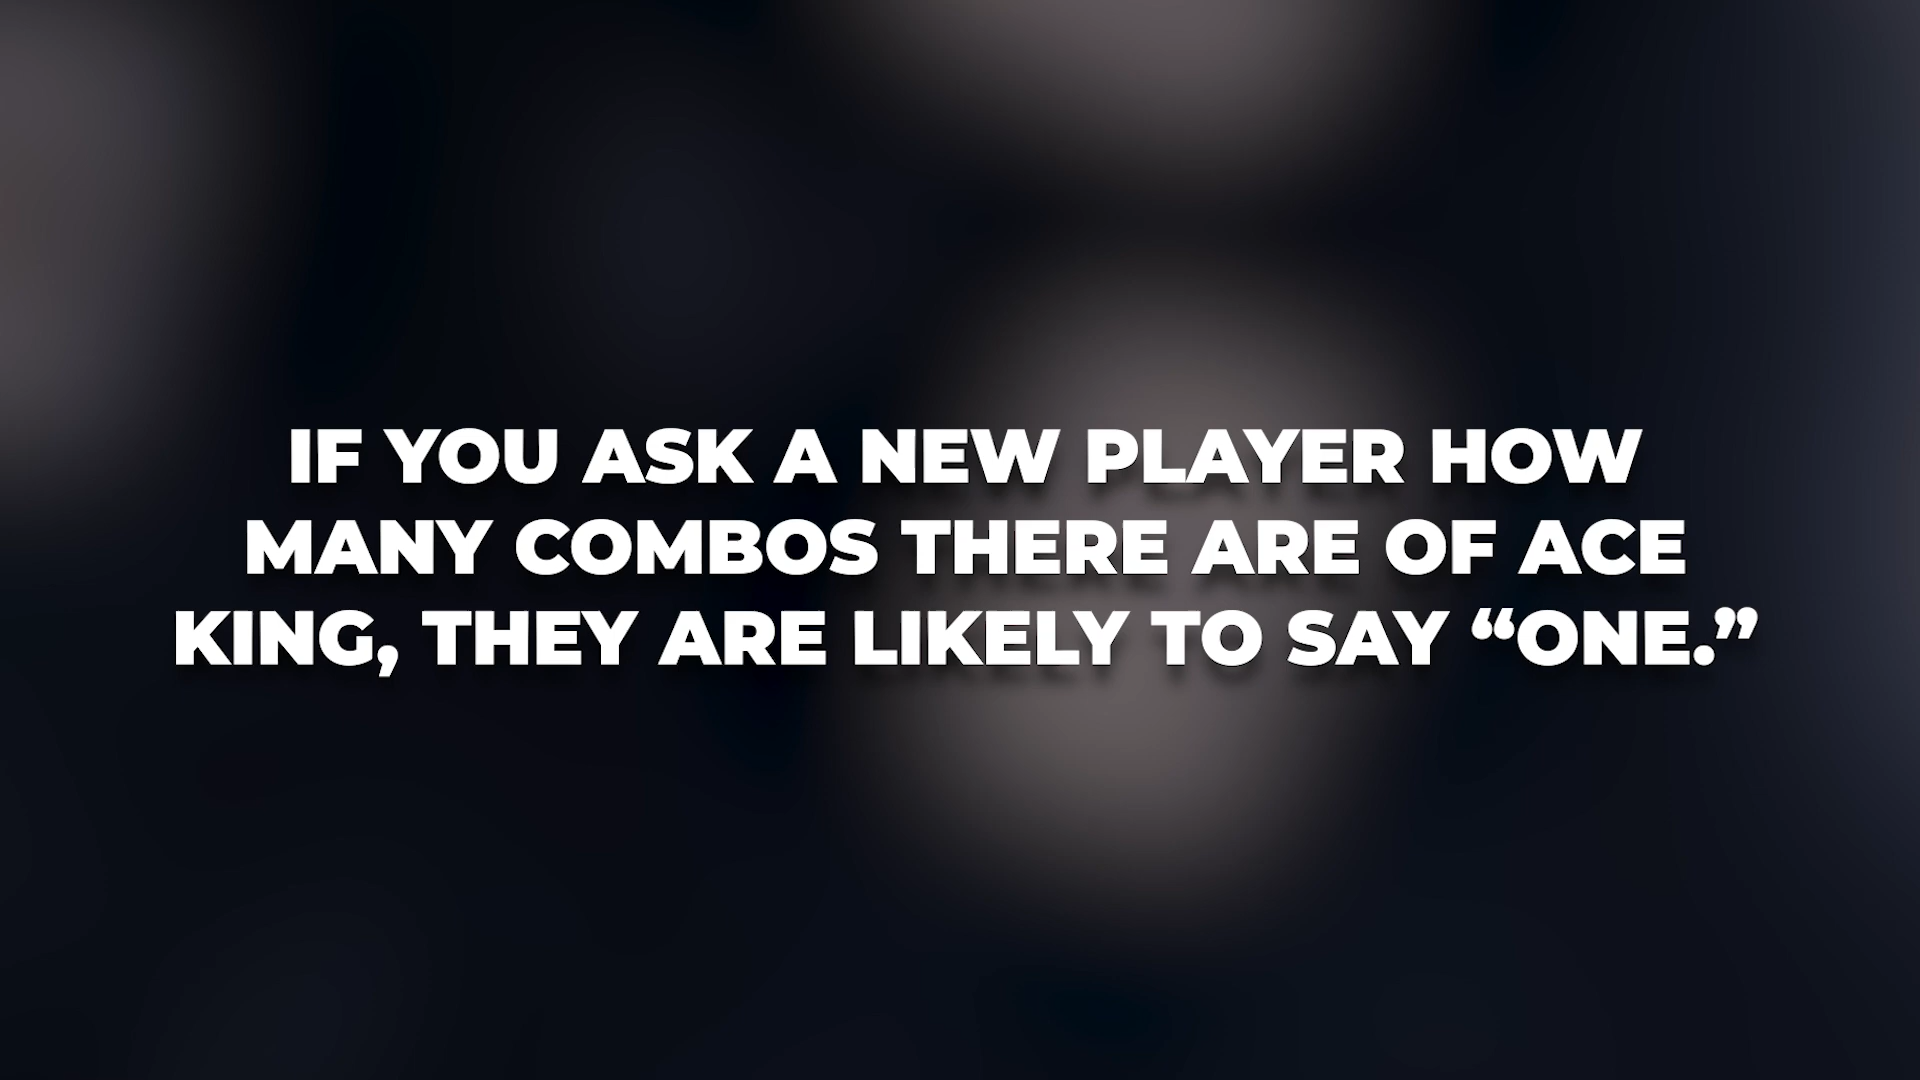 IF YOU ASK A NEW PLAYER HOW
MANY COMBOS THERE ARE OF ACE
KING, THEY ARE LIKELY TO SAY “ONE.”